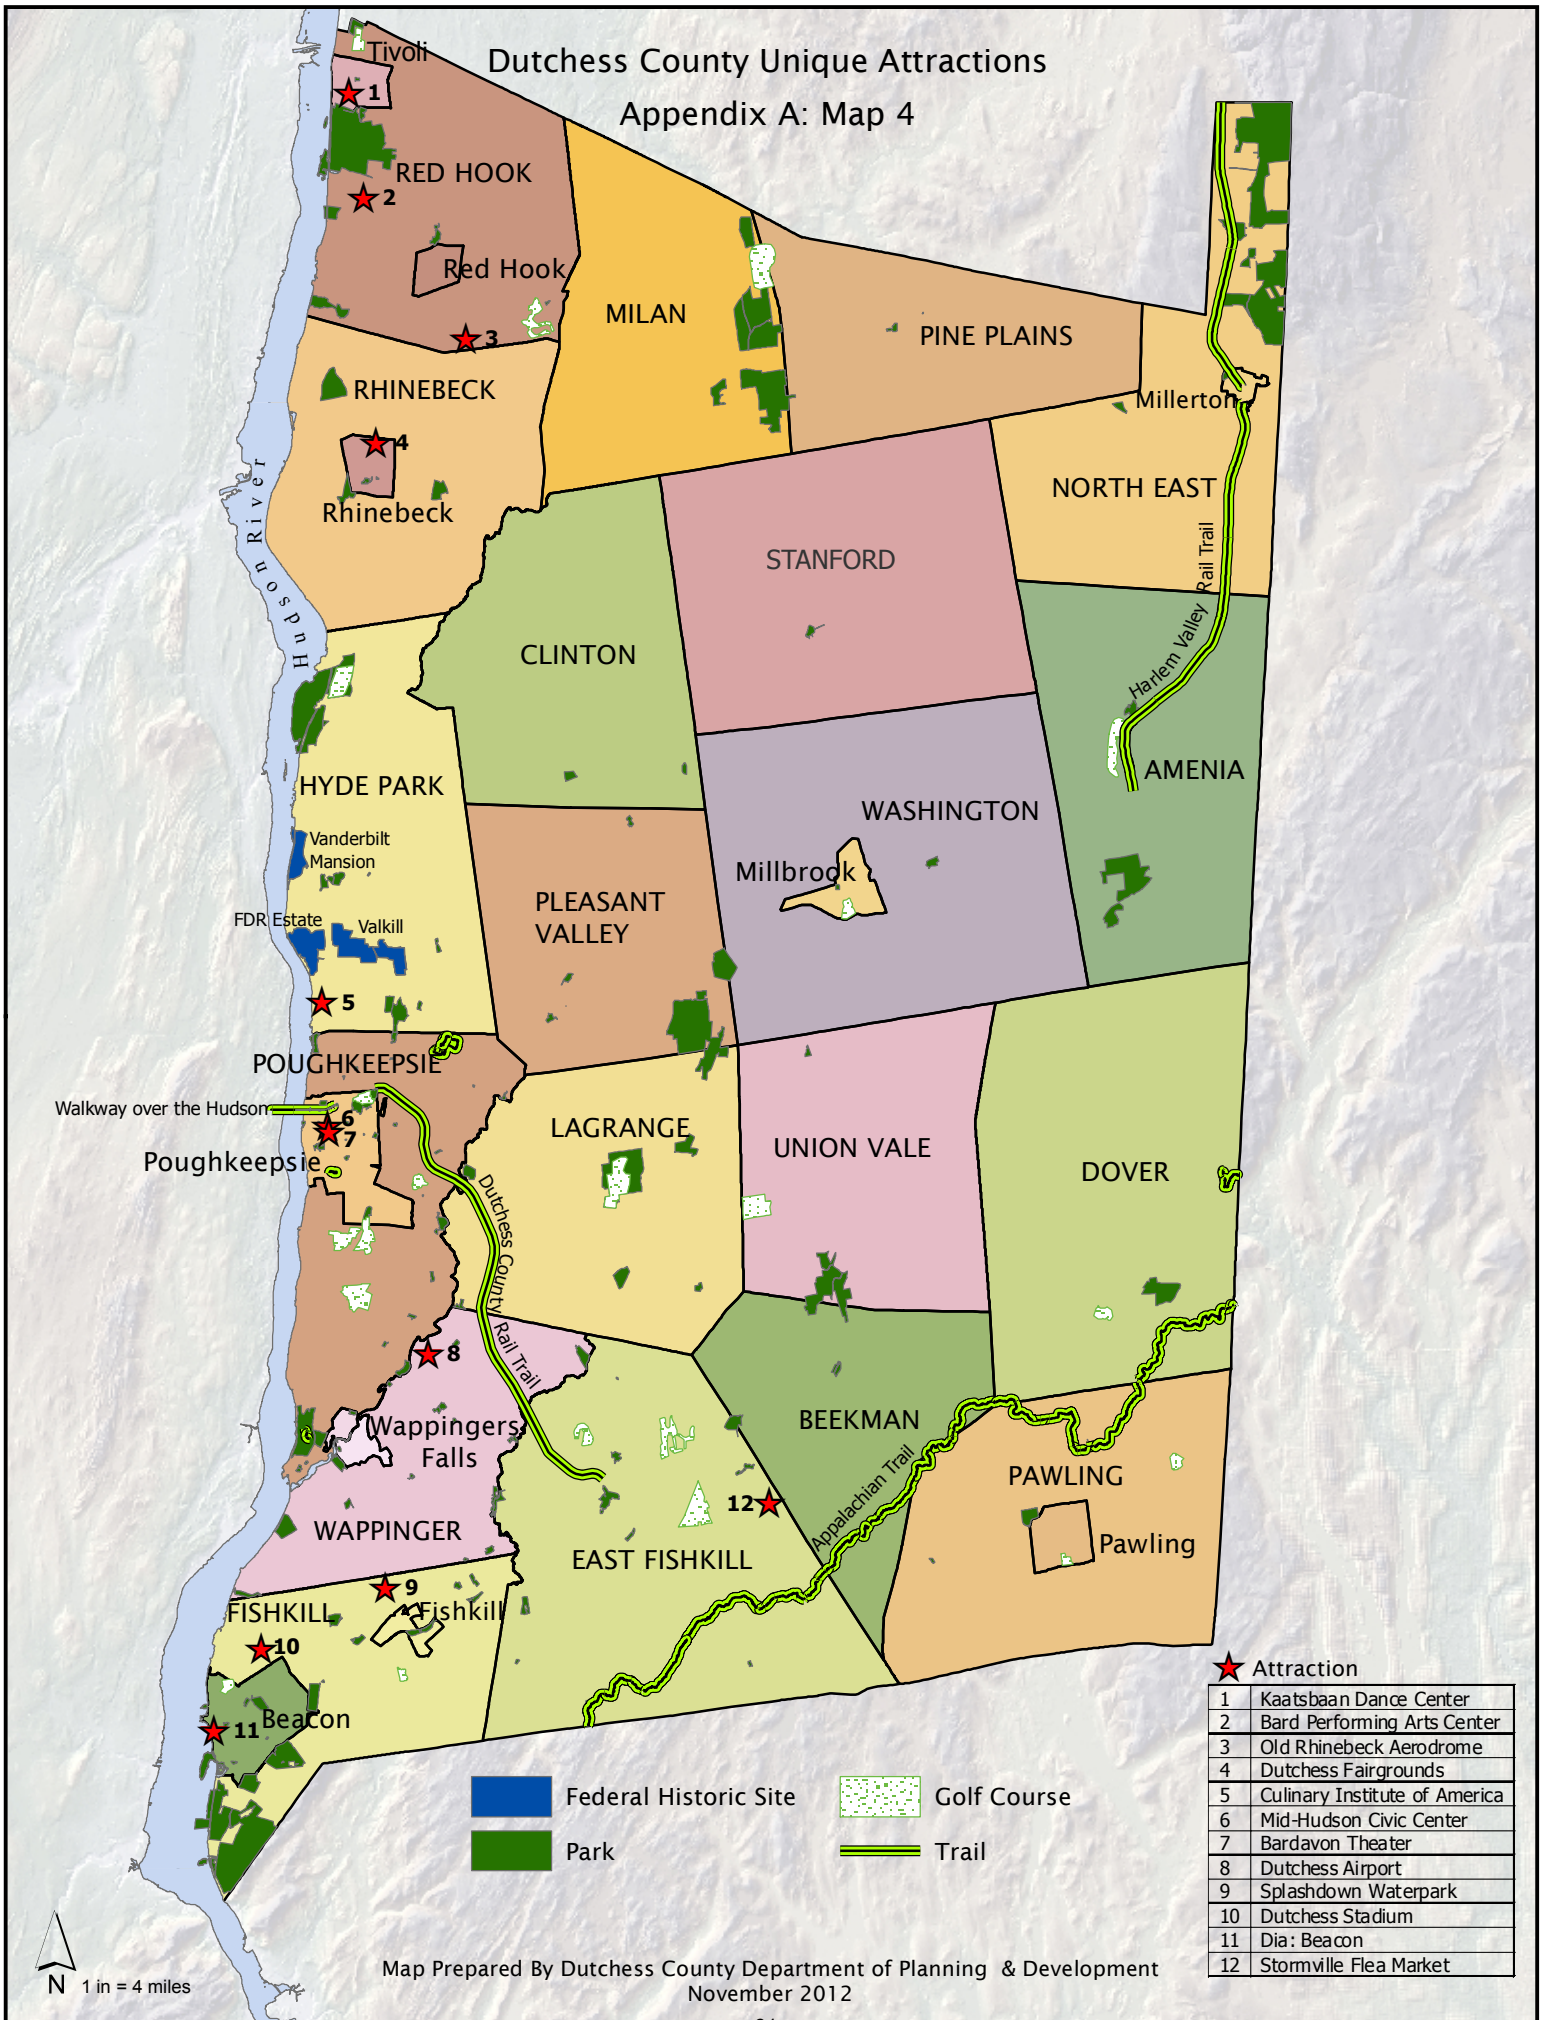 Dutchess County Unique Attractions
Appendix A: Map 4
Tivoli
1
RED HOOK
2
Red Hook
3
MILAN
PINE PLAINS
RHINEBECK
4
Rhinebeck
Millerton
NORTH EAST
Hudson River
STANFORD
CLINTON
Harlem Valley Rail Trail
HYDE PARK
AMENIA
WASHINGTON
Vanderbilt
Mansion
Millbrook
PLEASANT
VALLEY
FDR Estate
Valkill
5
POUGHKEEPSIE
Walkway over the Hudson
6
7
Poughkeepsie
LAGRANGE
UNION VALE
DOVER
Dutchess County Rail Trail
8
Wappingers
Falls
BEEKMAN
Appalachian Trail
PAWLING
12
WAPPINGER
EAST FISHKILL
Pawling
9
FISHKILL
Fishkill
10
11
Beacon
Attraction
1 Kaatsbaan Dance Center
2 Bard Performing Arts Center
3 Old Rhinebeck Aerodrome
4 Dutchess Fairgrounds
5 Culinary Institute of America
6 Mid-Hudson Civic Center
7 Bardavon Theater
8 Dutchess Airport
9 Splashdown Waterpark
10 Dutchess Stadium
11 Dia: Beacon
12 Stormville Flea Market
Federal Historic Site
Golf Course
Park
Trail
N
1 in = 4 miles
Map Prepared By Dutchess County Department of Planning & Development
November 2012